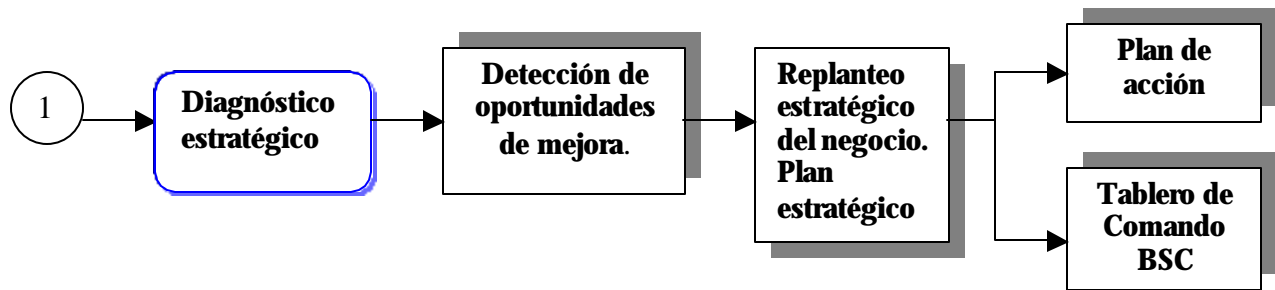 1
Diagnóstico
estratégico
Detección de
oportunidades
de mejora.
Replanteo
estratégico
del negocio.
Plan
estratégico
Plan de
acción
Tablero de
Comando
BSC